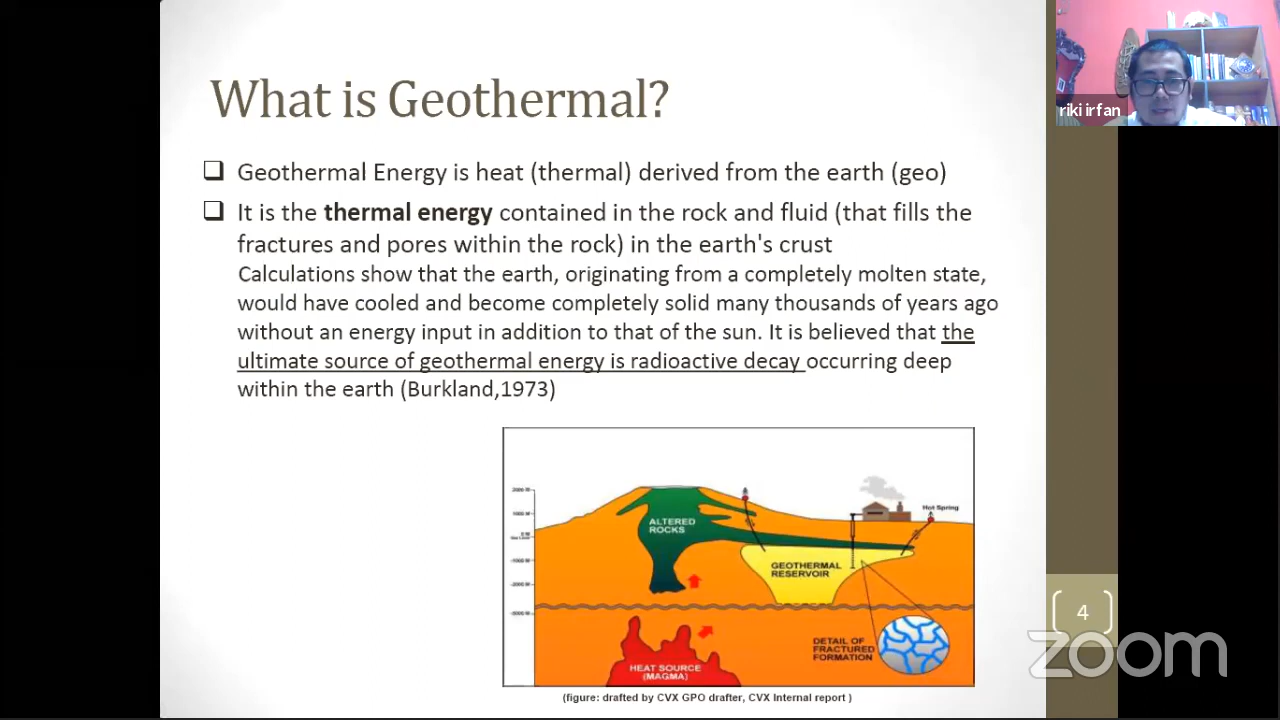 What is Geothermal?
riki irfan
❑ Geothermal Energy is heat (thermal) derived from the earth (geo)
❑ It is the thermal energy contained in the rock and fluid (that fills the
fractures and pores within the rock) in the earth's crust
Calculations show that the earth, originating from a completely molten state,
would have cooled and become completely solid many thousands of years ago
without an energy input in addition to that of the sun. It is believed that the
ultimate source of geothermal energy is radioactive decay occurring deep
within the earth (Burkland,1973)
Hot Spring
ALTERED
ROCKS
GEOTHERMAL
RESERVOIR
HEAT SOURCE
(MAGMA)
DETAIL OF
FRACTURED
FORMATION
(figure: drafted by CVX GPO drafter, CVX Internal report )
4
zoom